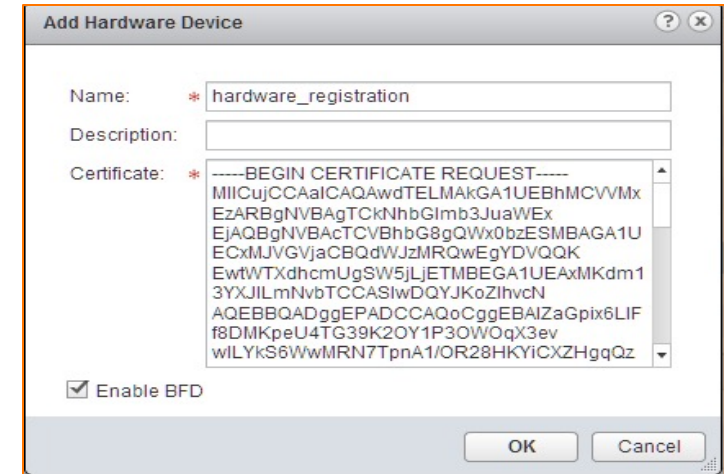 Add Hardware Device
Name: * hardware_registration
Description:
Certificate: * -----BEGIN CERTIFICATE REQUEST-----
MIICujCCAaICAQAwdTELMAkGA1UEBhMCVVMx
EzARBgNVBAgTCkNhbGlmb3JuaWEx
EjAQBgNVBAcTCVBhbG8gQWx0bzESMBAGA1U
ECxMJVGVjaCBQdWJzMRQwEgYDVQQK
EwtWTXdhcmUgSW5jLjETMBEGA1UEAxMKdm1
3YXJlLmNvbTCCASIwDQYJKoZIhvcN
AQEBBQADggEPADCCAQoCggEBAIZaGpix6LIF
f8DMKpeU4TG39K2OY1P3OWOqX3ev
wILYkS6WwMRN7TpnA1/OR28HKYiCXZHgqQz
Enable BFD
OK Cancel